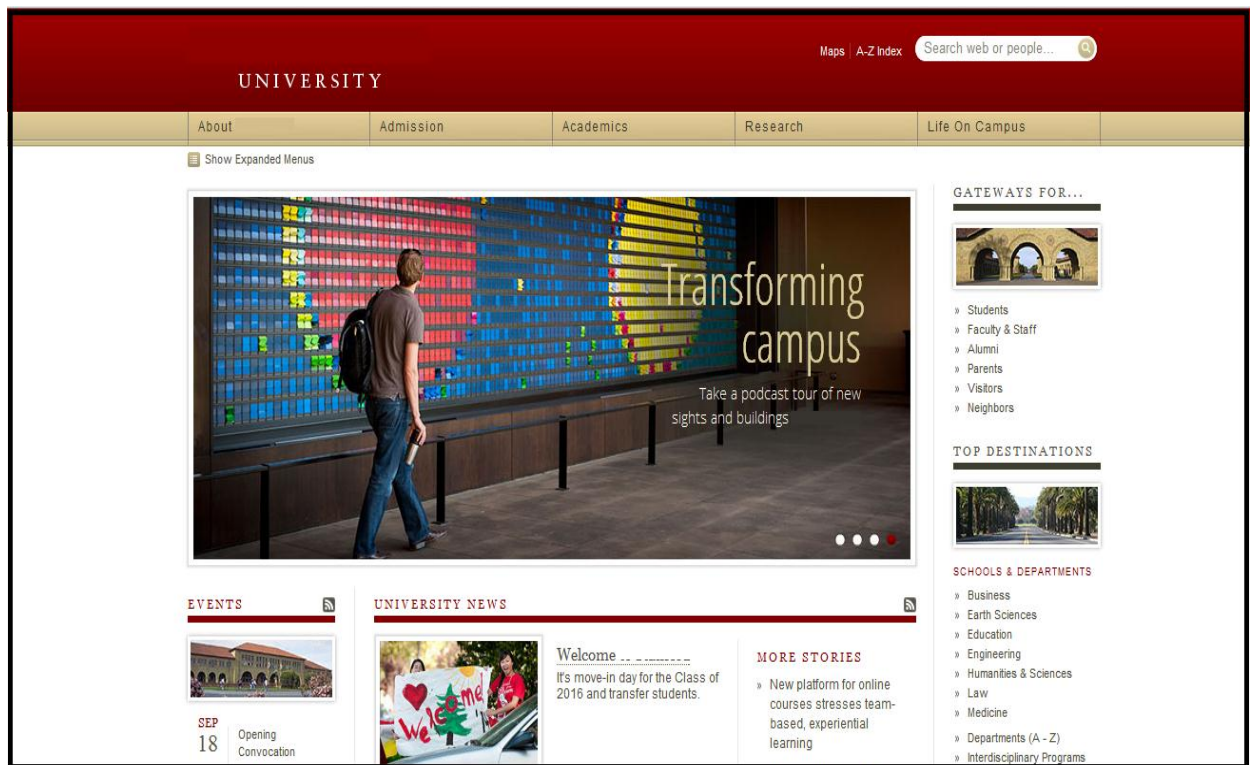 Maps
A-Z Index
Search web or people...
UNIVERSITY
About
Admission
Academics
Research
Life On Campus
Show Expanded Menus
Transforming
campus
Take a podcast tour of new
sights and buildings
GATEWAYS FOR...
» Students
» Faculty & Staff
» Alumni
» Parents
» Visitors
» Neighbors
TOP DESTINATIONS
SCHOOLS & DEPARTMENTS
» Business
» Earth Sciences
» Education
» Engineering
» Humanities & Sciences
» Law
» Medicine
» Departments (A - Z)
» Interdisciplinary Programs
EVENTS
SEP
18
Opening
Convocation
UNIVERSITY NEWS
Welcome!
Welcome
It's move-in day for the Class of
2016 and transfer students.
MORE STORIES
» New platform for online
courses stresses team-
based, experiential
learning